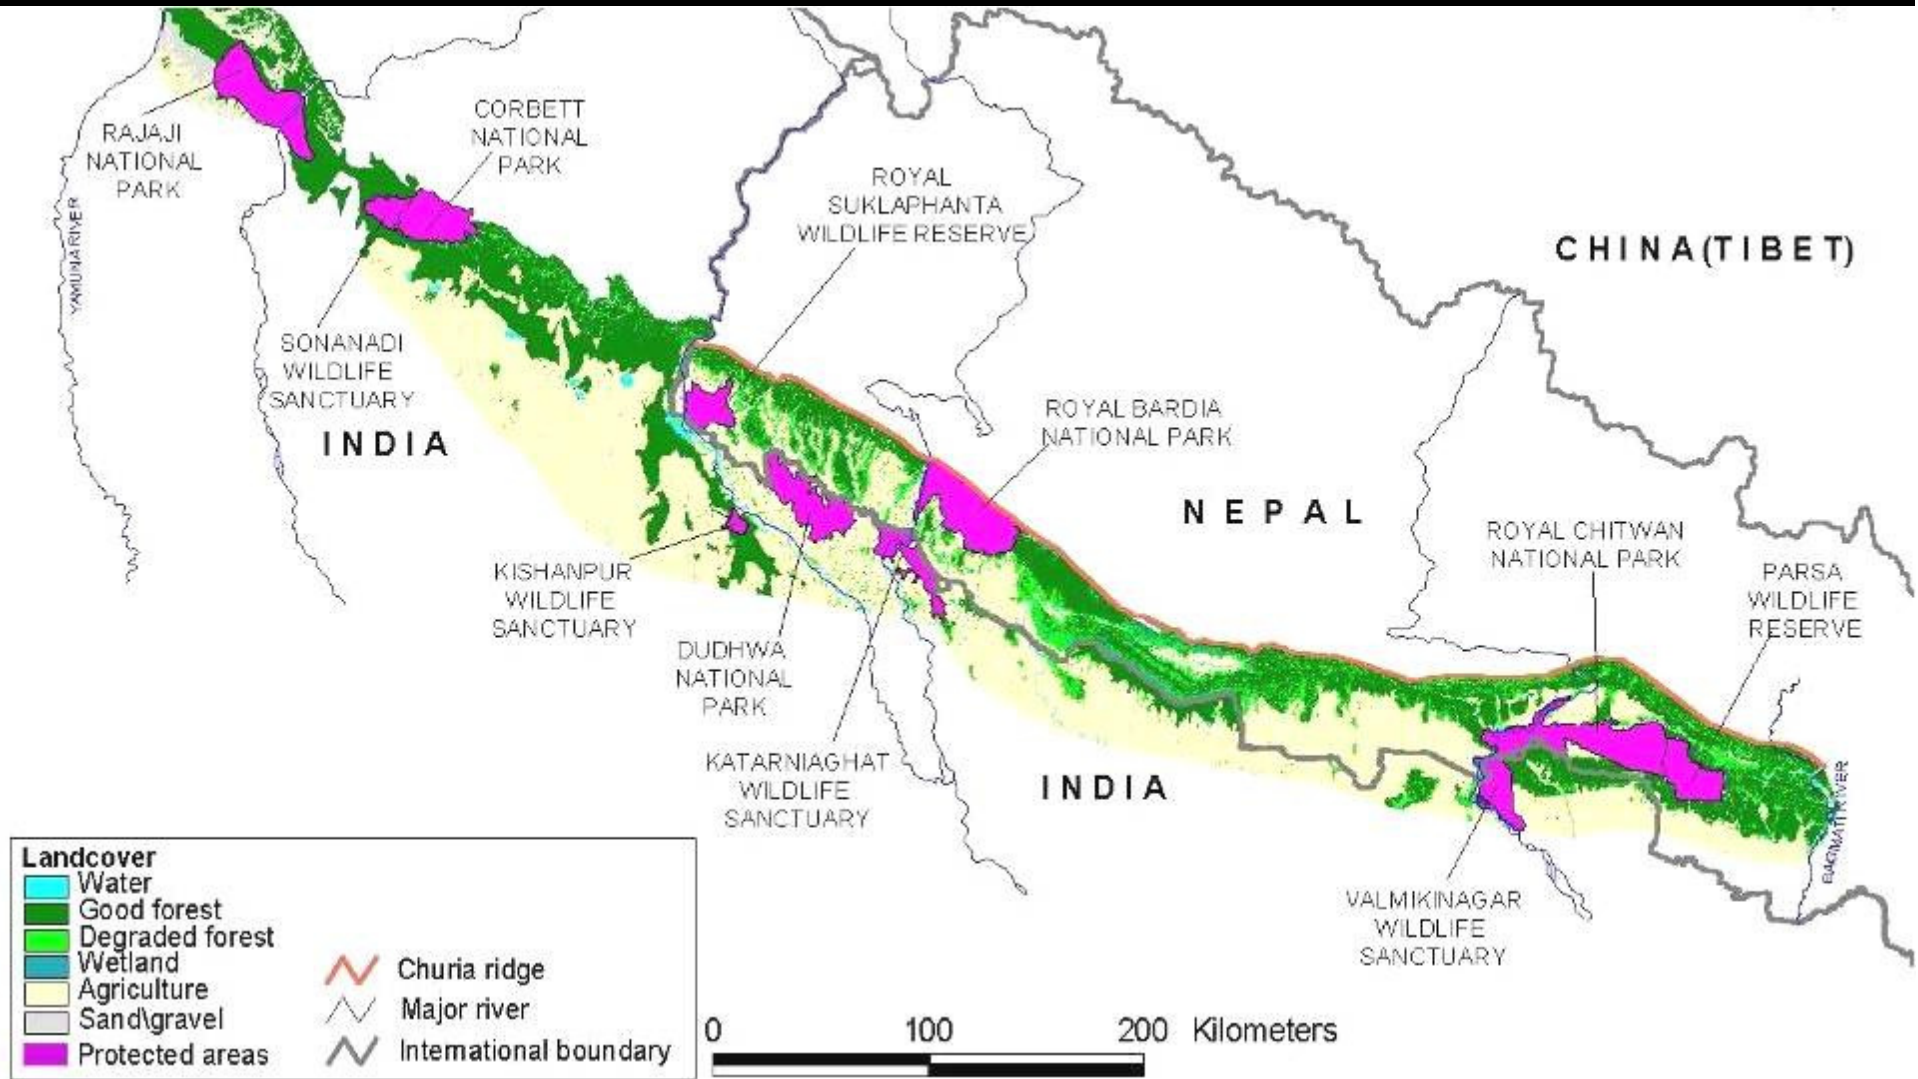 RAJAJI
NATIONAL
PARK
CORBETT
NATIONAL
PARK
ROYAL
SUKLAPHANTA
WILDLIFE RESERVE
CHINA(TIBET)
YAMUNA RIVER
SONANADI
WILDLIFE
SANCTUARY
INDIA
ROYAL BARDIA
NATIONAL PARK
NEPAL
ROYAL CHITWAN
NATIONAL PARK
PARSA
WILDLIFE
RESERVE
KISHANPUR
WILDLIFE
SANCTUARY
DUDHWA
NATIONAL
PARK
KATARNIAGHAT
WILDLIFE
SANCTUARY
INDIA
BAGMATI RIVER
VALMIKINAGAR
WILDLIFE
SANCTUARY
Landcover
Water
Good forest
Degraded forest
Wetland
Agriculture
Sand\gravel
Protected areas
Churia ridge
Major river
International boundary
0 100 200 Kilometers